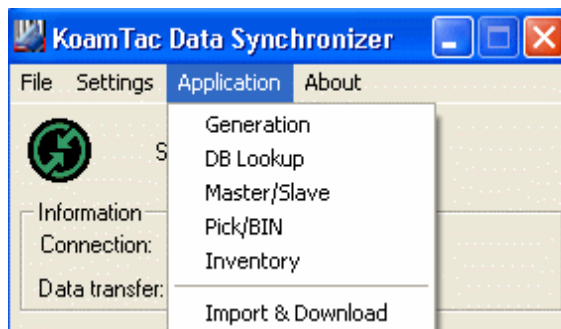 KoamTac Data Synchronizer
File Settings Application About
Generation
S
DB Lookup
Master/Slave
Information
Pick/BIN
Connection:
Inventory
Data transfer:
Import & Download